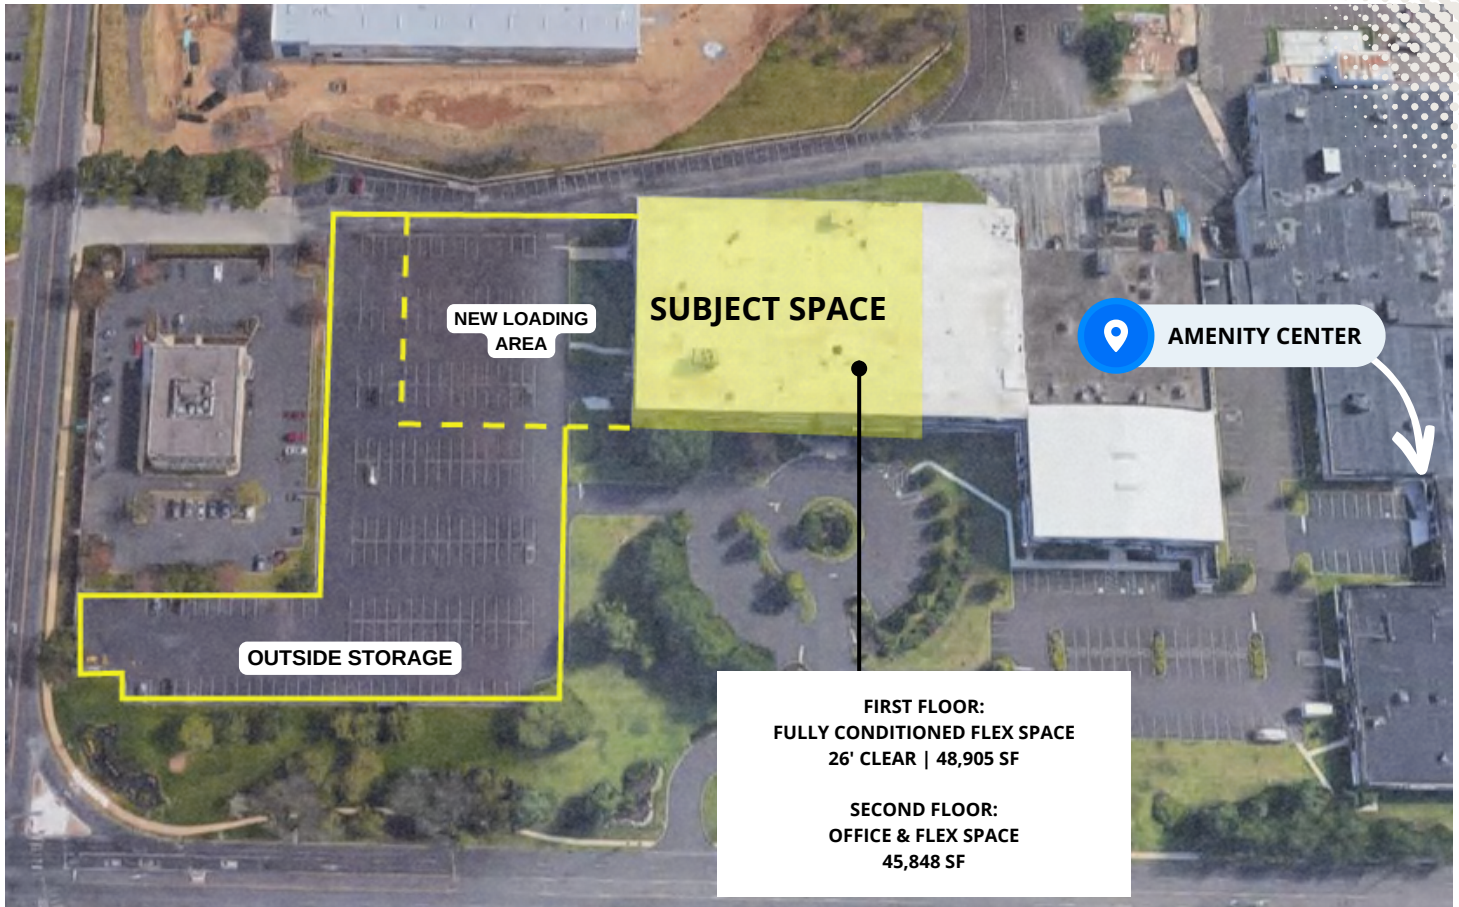 NEW LOADING
AREA
SUBJECT SPACE
AMENITY CENTER
OUTSIDE STORAGE
FIRST FLOOR:
FULLY CONDITIONED FLEX SPACE
26' CLEAR | 48,905 SF
SECOND FLOOR:
OFFICE & FLEX SPACE
45,848 SF